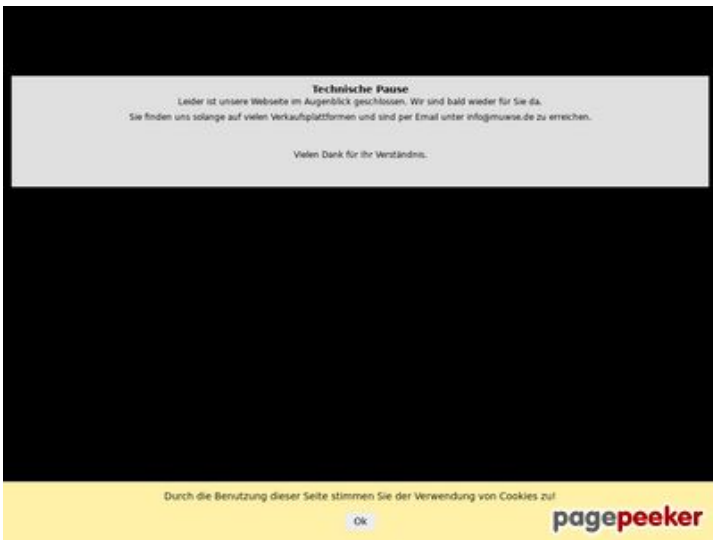 Technische Pause
Leider ist unsere Webseite im Augenblick geschlossen. Wir sind bald wieder für Sie da.
Sie finden uns solange auf vielen Verkaufsplattformen und sind per Email unter info@muwse.de zu erreichen.
Vielen Dank für Ihr Verständnis.
Durch die Benutzung dieser Seite stimmen Sie der Verwendung von Cookies zu!
Ok
pagepeeker